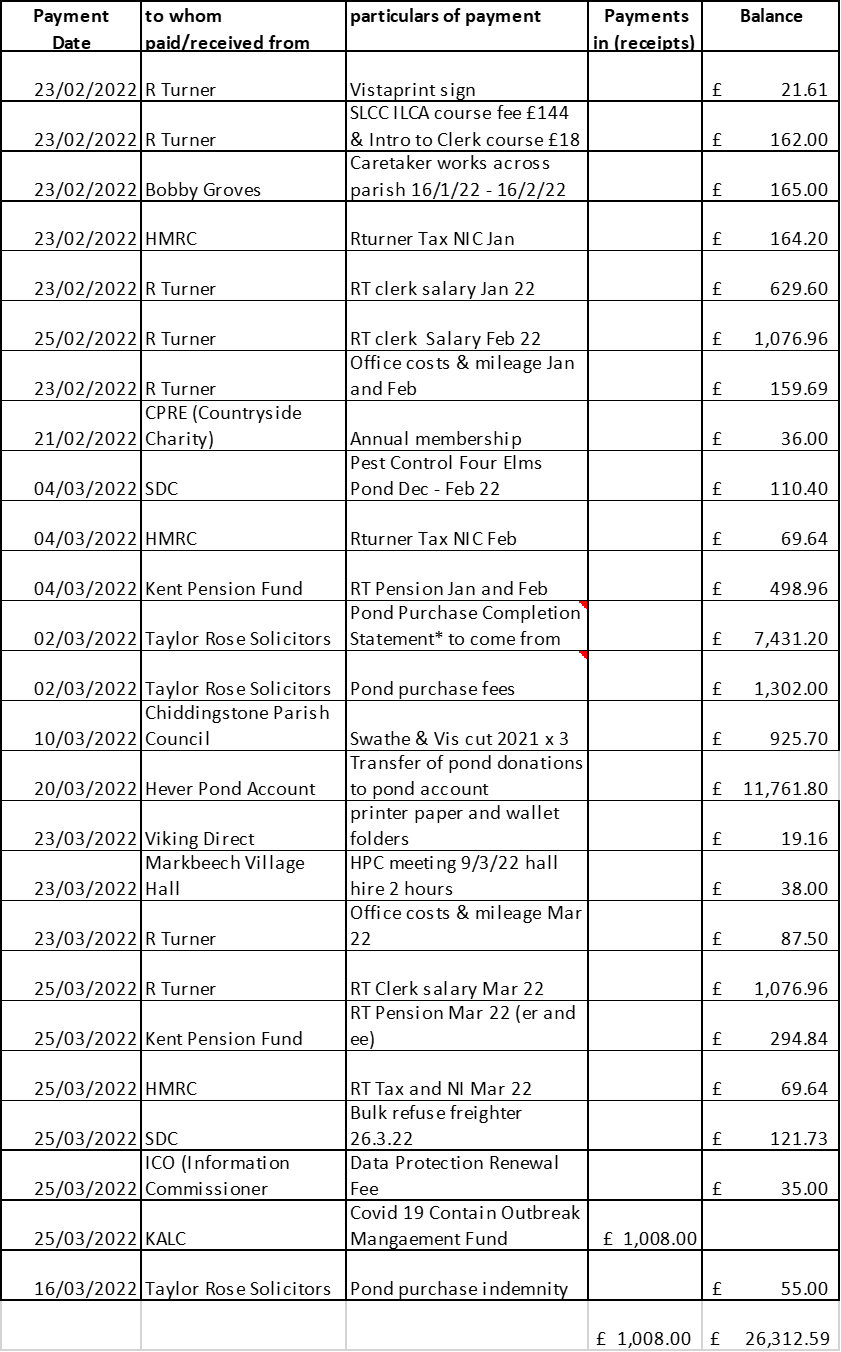 Payment Date | to whom paid/received from | particulars of payment | Payments in (receipts) | Balance
23/02/2022 | R Turner | Vistaprint sign | | £ 21.61
23/02/2022 | R Turner | SLCC ILCA course fee £144 & Intro to Clerk course £18 | | £ 162.00
23/02/2022 | Bobby Groves | Caretaker works across parish 16/1/22 - 16/2/22 | | £ 165.00
23/02/2022 | HMRC | Rturner Tax NIC Jan | | £ 164.20
23/02/2022 | R Turner | RT clerk salary Jan 22 | | £ 629.60
25/02/2022 | R Turner | RT clerk Salary Feb 22 | | £ 1,076.96
23/02/2022 | R Turner | Office costs & mileage Jan and Feb | | £ 159.69
21/02/2022 | CPRE (Countryside Charity) | Annual membership | | £ 36.00
04/03/2022 | SDC | Pest Control Four Elms Pond Dec - Feb 22 | | £ 110.40
04/03/2022 | HMRC | Rturner Tax NIC Feb | | £ 69.64
04/03/2022 | Kent Pension Fund | RT Pension Jan and Feb | | £ 498.96
02/03/2022 | Taylor Rose Solicitors | Pond Purchase Completion Statement* to come from | | £ 7,431.20
02/03/2022 | Taylor Rose Solicitors | Pond purchase fees | | £ 1,302.00
10/03/2022 | Chiddingstone Parish Council | Swathe & Vis cut 2021 x 3 | | £ 925.70
20/03/2022 | Hever Pond Account | Transfer of pond donations to pond account | | £ 11,761.80
23/03/2022 | Viking Direct | printer paper and wallet folders | | £ 19.16
23/03/2022 | Markbeech Village Hall | HPC meeting 9/3/22 hall hire 2 hours | | £ 38.00
23/03/2022 | R Turner | Office costs & mileage Mar 22 | | £ 87.50
25/03/2022 | R Turner | RT Clerk salary Mar 22 | | £ 1,076.96
25/03/2022 | Kent Pension Fund | RT Pension Mar 22 (er and ee) | | £ 294.84
25/03/2022 | HMRC | RT Tax and NI Mar 22 | | £ 69.64
25/03/2022 | SDC | Bulk refuse freighter 26.3.22 | | £ 121.73
25/03/2022 | ICO (Information Commissioner | Data Protection Renewal Fee | | £ 35.00
25/03/2022 | KALC | Covid 19 Contain Outbreak Mangaement Fund | £ 1,008.00 |
16/03/2022 | Taylor Rose Solicitors | Pond purchase indemnity | | £ 55.00
£ 1,008.00 | £ 26,312.59